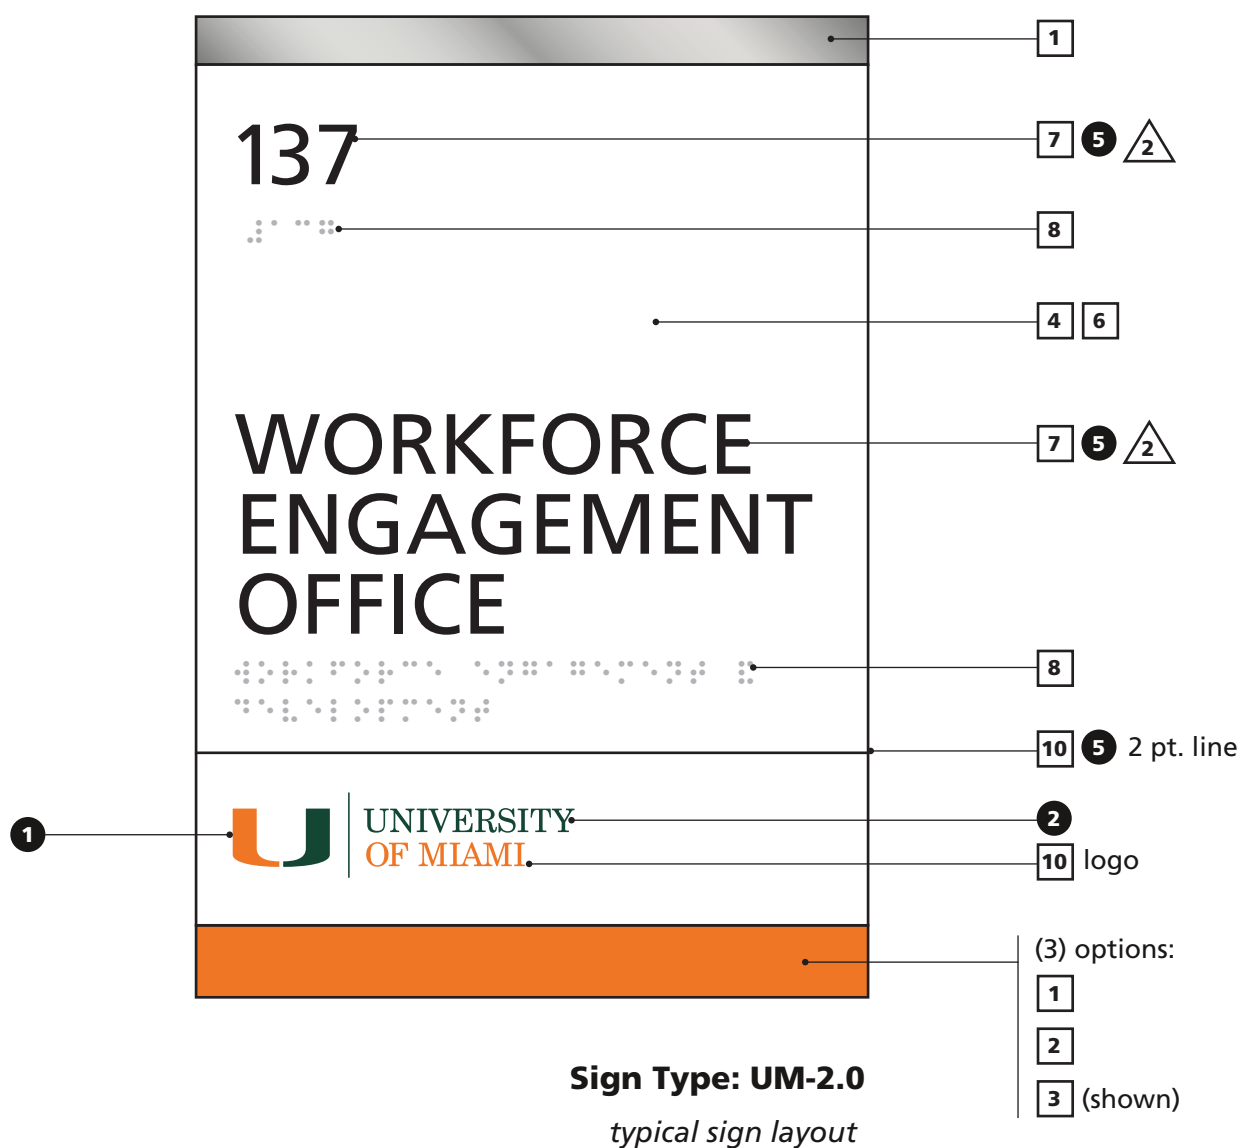 1
137
7 5 2
8
4 6
WORKFORCE
ENGAGEMENT
OFFICE
7 5 2
8
10 5 2 pt. line
1
UNIVERSITY
OF MIAMI
2
10 logo
(3) options:
1
2
3 (shown)
Sign Type: UM-2.0
typical sign layout